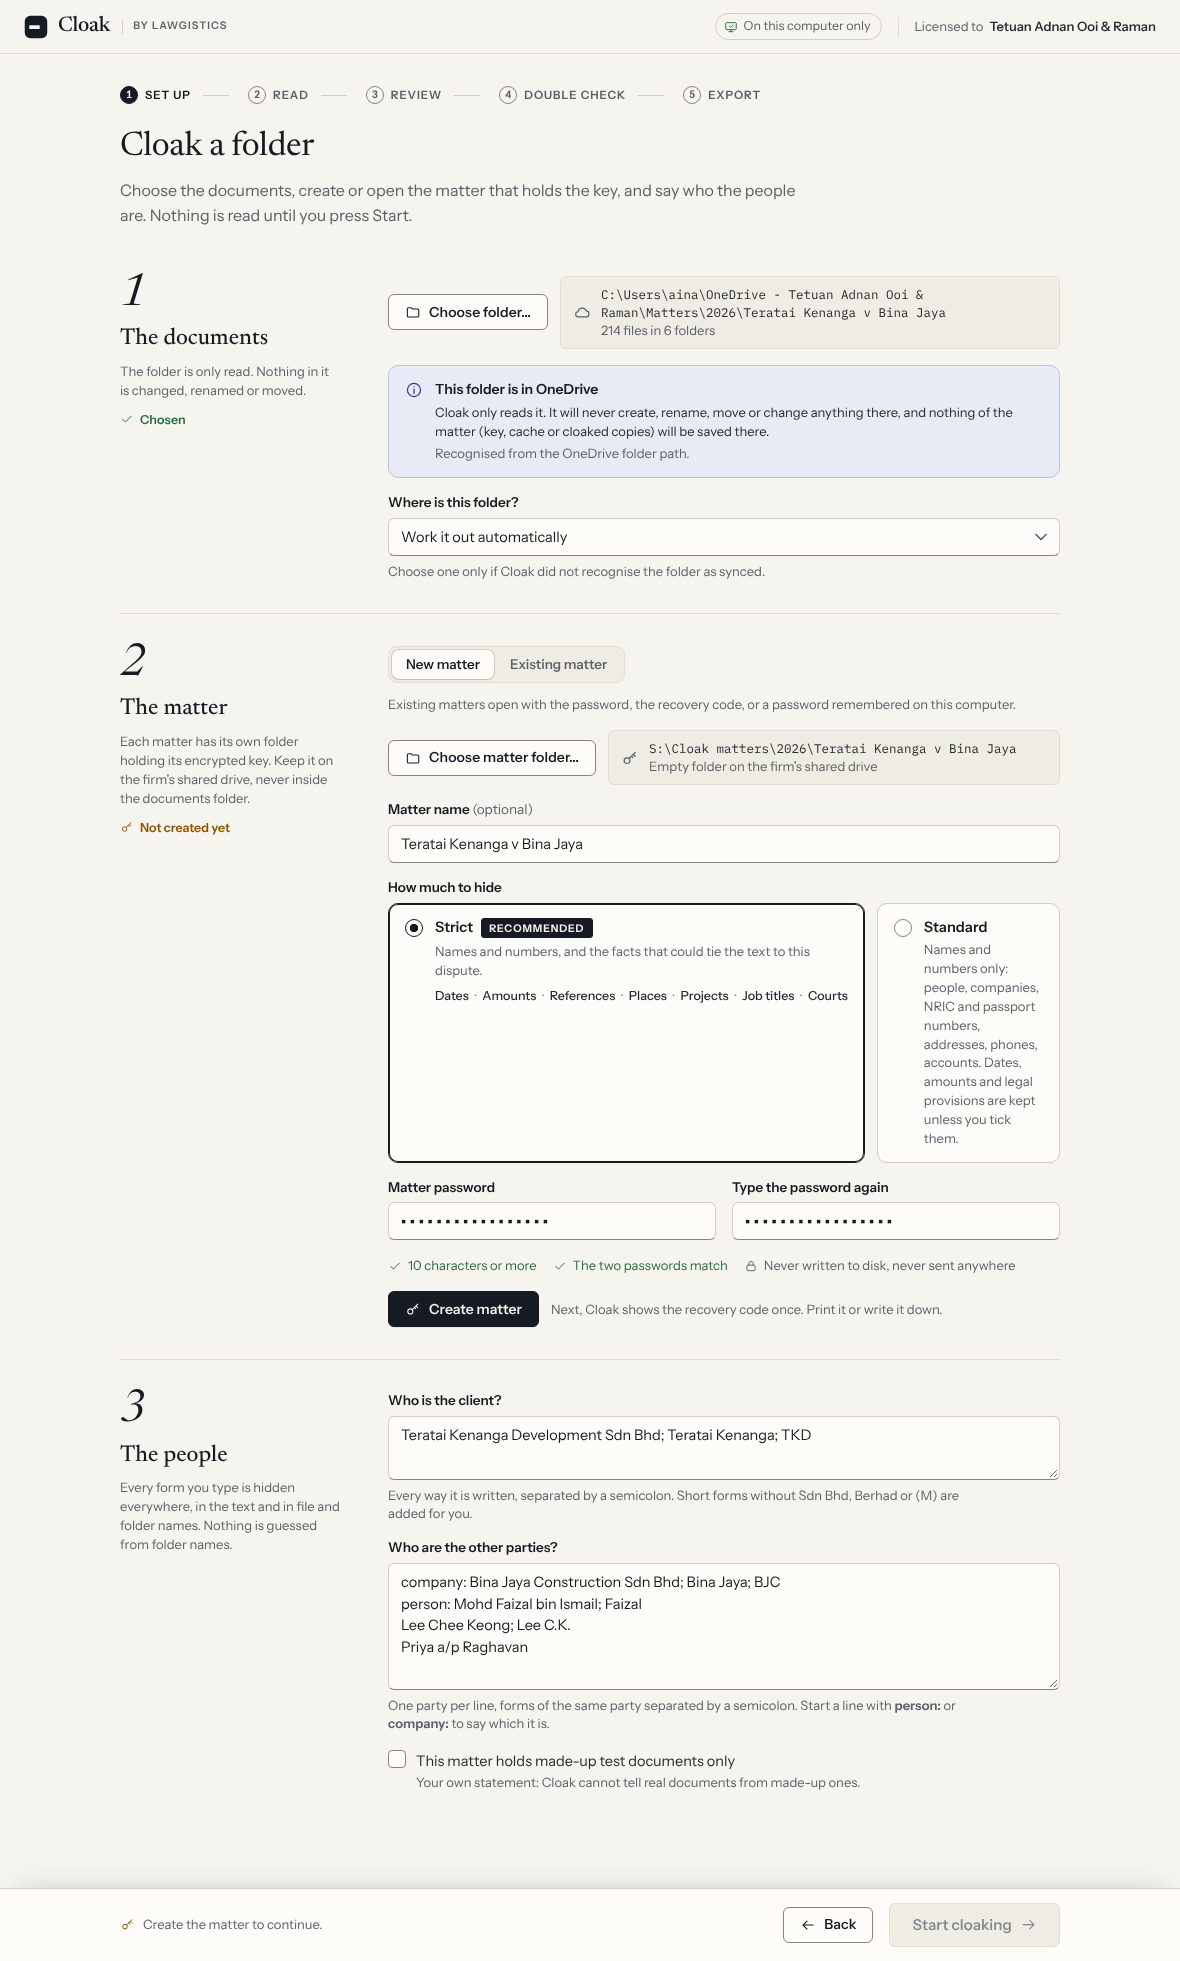 Cloak
BY LAWGISTICS
On this computer only
Licensed to Tetuan Adnan Ooi & Raman
1 SET UP
2 READ
3 REVIEW
4 DOUBLE CHECK
5 EXPORT
Cloak a folder
Choose the documents, create or open the matter that holds the key, and say who the people
are. Nothing is read until you press Start.
1
The documents
The folder is only read. Nothing in it
is changed, renamed or moved.
Chosen
Choose folder...
C:\Users\aina\OneDrive - Tetuan Adnan Ooi &
Raman\Matters\2026\Teratai Kenanga v Bina Jaya
214 files in 6 folders
This folder is in OneDrive
Cloak only reads it. It will never create, rename, move or change anything there, and nothing of the
matter (key, cache or cloaked copies) will be saved there.
Recognised from the OneDrive folder path.
Where is this folder?
Work it out automatically
Choose one only if Cloak did not recognise the folder as synced.
2
The matter
Each matter has its own folder
holding its encrypted key. Keep it on
the firm's shared drive, never inside
the documents folder.
Not created yet
New matter
Existing matter
Existing matters open with the password, the recovery code, or a password remembered on this computer.
Choose matter folder...
S:\Cloak matters\2026\Teratai Kenanga v Bina Jaya
Empty folder on the firm's shared drive
Matter name (optional)
Teratai Kenanga v Bina Jaya
How much to hide
Strict RECOMMENDED
Names and numbers, and the facts that could tie the text to this
dispute.
Dates · Amounts · References · Places · Projects · Job titles · Courts
Standard
Names and
numbers only:
people, companies,
NRIC and passport
numbers,
addresses, phones,
accounts. Dates,
amounts and legal
provisions are kept
unless you tick
them.
Matter password
Type the password again
10 characters or more
The two passwords match
Never written to disk, never sent anywhere
Create matter
Next, Cloak shows the recovery code once. Print it or write it down.
3
The people
Every form you type is hidden
everywhere, in the text and in file and
folder names. Nothing is guessed
from folder names.
Who is the client?
Teratai Kenanga Development Sdn Bhd; Teratai Kenanga; TKD
Every way it is written, separated by a semicolon. Short forms without Sdn Bhd, Berhad or (M) are
added for you.
Who are the other parties?
company: Bina Jaya Construction Sdn Bhd; Bina Jaya; BJC
person: Mohd Faizal bin Ismail; Faizal
Lee Chee Keong; Lee C.K.
Priya a/p Raghavan
One party per line, forms of the same party separated by a semicolon. Start a line with person: or
company: to say which it is.
This matter holds made-up test documents only
Your own statement: Cloak cannot tell real documents from made-up ones.
Create the matter to continue.
Back
Start cloaking